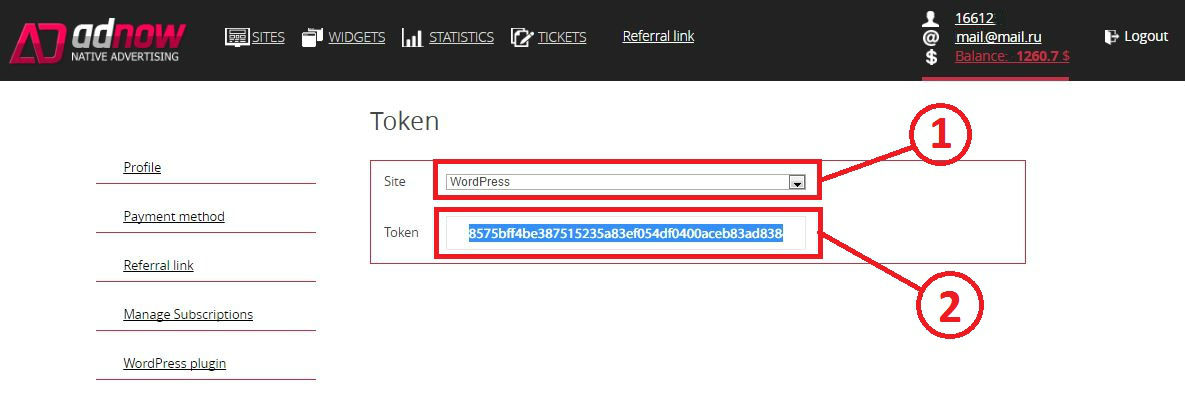 adnow
NATIVE ADVERTISING
SITES WIDGETS STATISTICS TICKETS Referral link
16612
@ mail@mail.ru
$ Balance: 1260.7 $
Logout
Token
1
Profile
Payment method
Referral link
Manage Subscriptions
WordPress plugin
Site WordPress
Token 8575bff4be387515235a83ef054df0400aceb83ad838
2